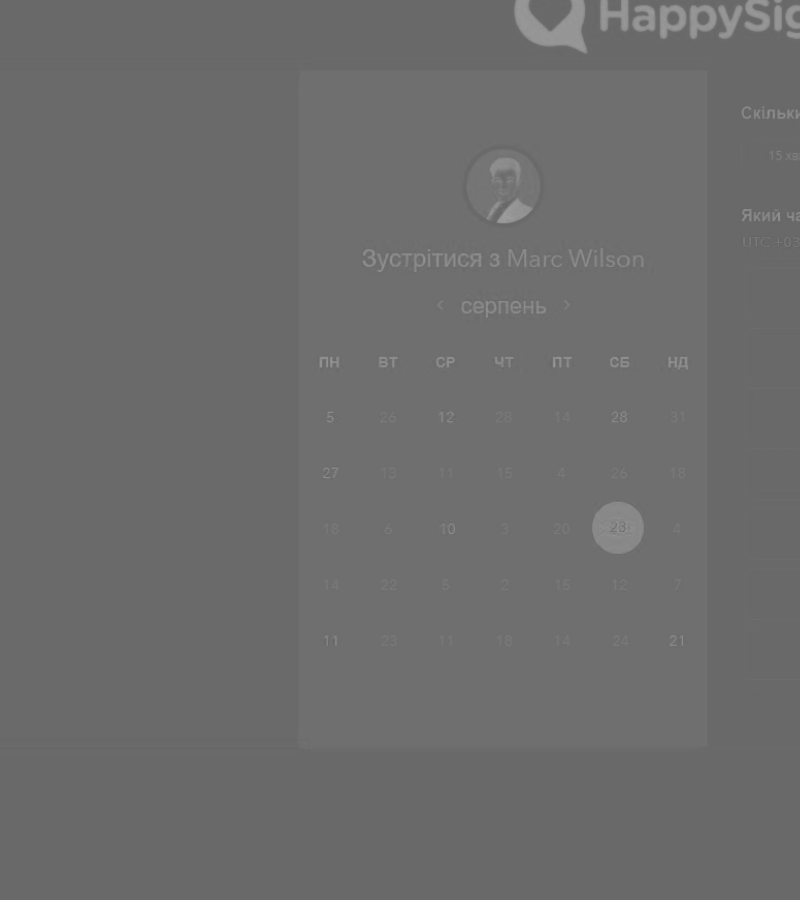 HappySig
Зустрітися з Marc Wilson
< серпень >
ПН ВТ СР ЧТ ПТ СБ НД
5 26 12 28 14 28 31
27 13 11 15 4 26 18
18 6 10 3 20 23 4
14 22 5 2 15 12 7
11 23 11 18 14 24 21
Скільки
15 хв
Який ча
UTC +03